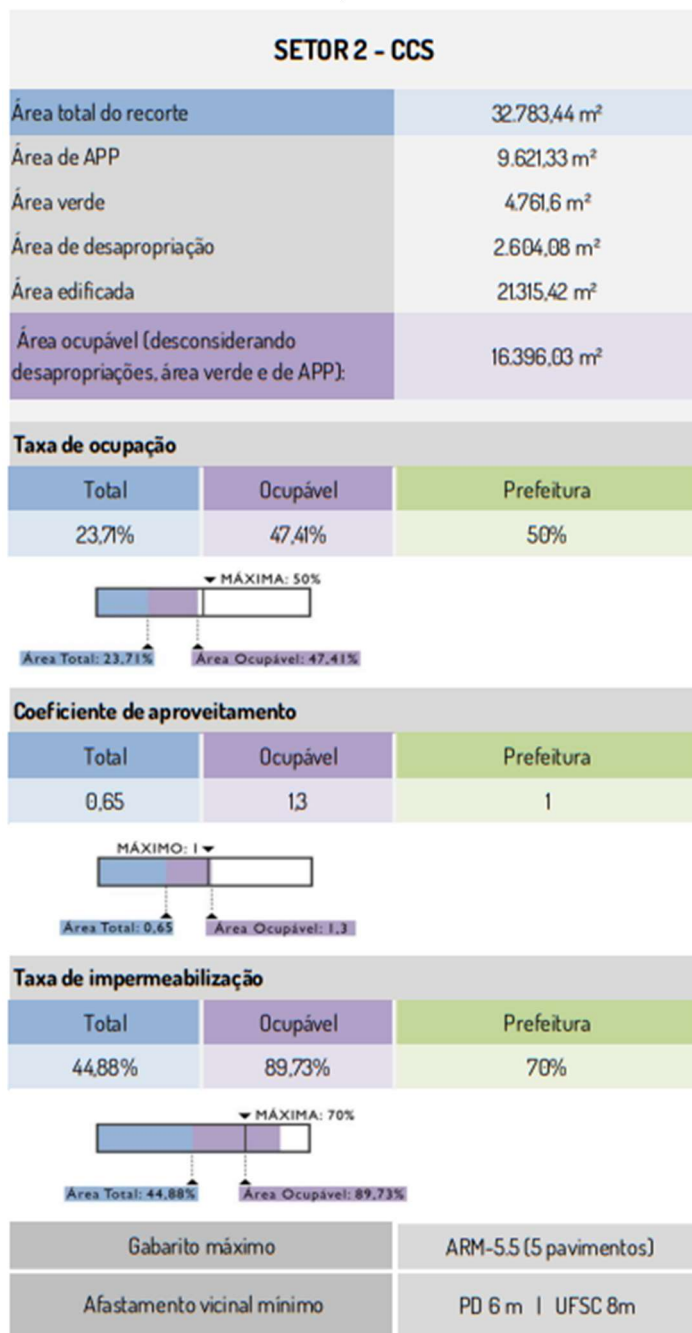 SETOR 2 - CCS
Área total do recorte 32.783,44 m²
Área de APP 9.621,33 m²
Área verde 4.761,6 m²
Área de desapropriação 2.604,08 m²
Área edificada 21.315,42 m²
Área ocupável (desconsiderando
desapropriações, área verde e de APP): 16.396,03 m²
Taxa de ocupação
Total Ocupável Prefeitura
23,71% 47,41% 50%
MÁXIMA: 50%
Área Total: 23,71% Área Ocupável: 47,41%
Coeficiente de aproveitamento
Total Ocupável Prefeitura
0,65 1,3 1
MÁXIMO: 1
Área Total: 0,65 Área Ocupável: 1,3
Taxa de impermeabilização
Total Ocupável Prefeitura
44,88% 89,73% 70%
MÁXIMA: 70%
Área Total: 44,88% Área Ocupável: 89,73%
Gabarito máximo ARM-5.5 (5 pavimentos)
Afastamento vicinal mínimo PD 6 m | UFSC 8m